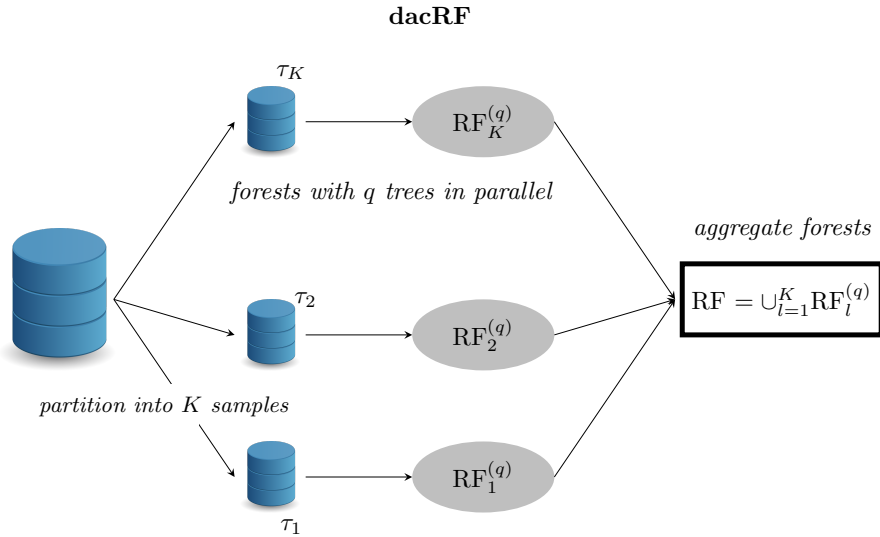 dacRF
τ_K
RF_K^{(q)}
forests with q trees in parallel
aggregate forests
τ_2
RF = ∪_{l=1}^{K} RF_l^{(q)}
RF_2^{(q)}
partition into K samples
RF_1^{(q)}
τ_1